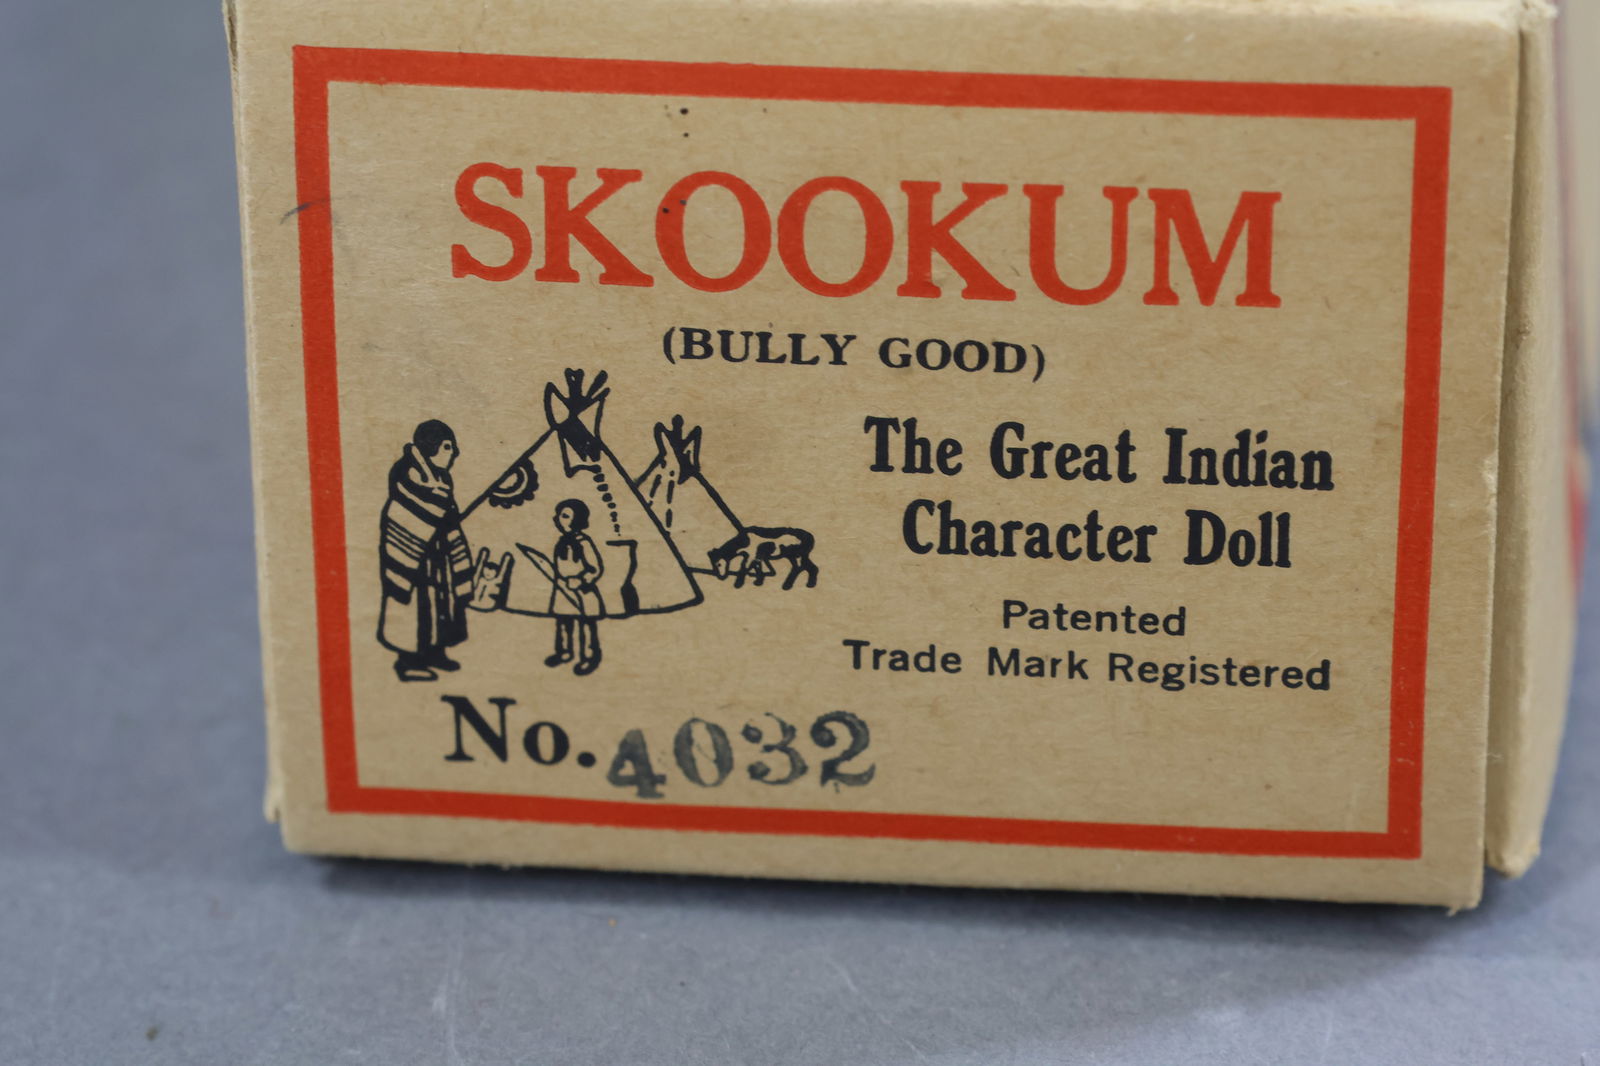 SKOOKUM
(BULLY GOOD)
The Great Indian
Character Doll
Patented
Trade Mark Registered
No. 4032